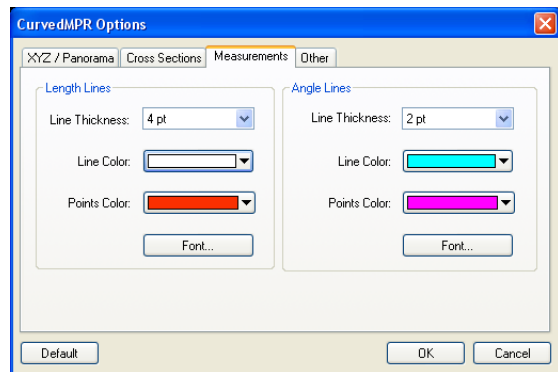 CurvedMPR Options
XYZ / Panorama Cross Sections Measurements Other
Length Lines
Line Thickness: 4 pt
Line Color:
Points Color:
Font...
Angle Lines
Line Thickness: 2 pt
Line Color:
Points Color:
Font...
Default OK Cancel